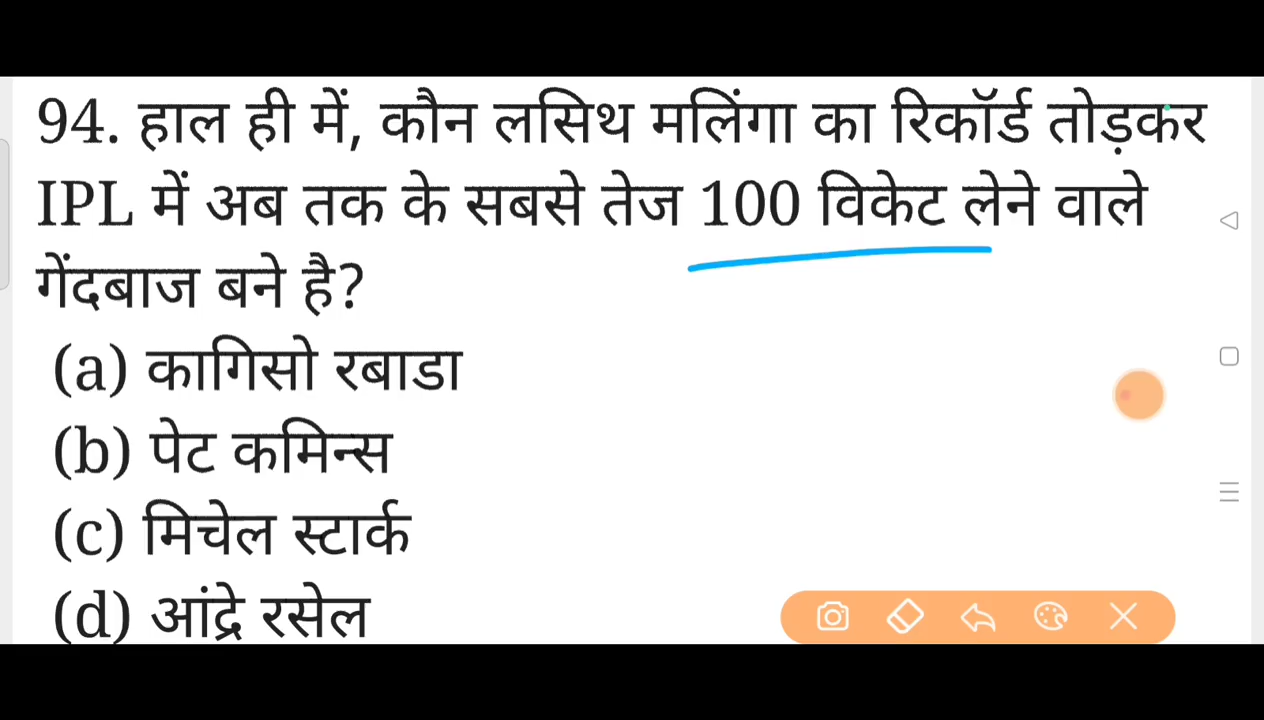 94. हाल ही में, कौन लसिथ मलिंगा का रिकॉर्ड तोड़कर
IPL में अब तक के सबसे तेज 100 विकेट लेने वाले
गेंदबाज बने है?
(a) कागिसो रबाडा
(b) पेट कमिन्स
(c) मिचेल स्टार्क
(d) आंद्रे रसेल